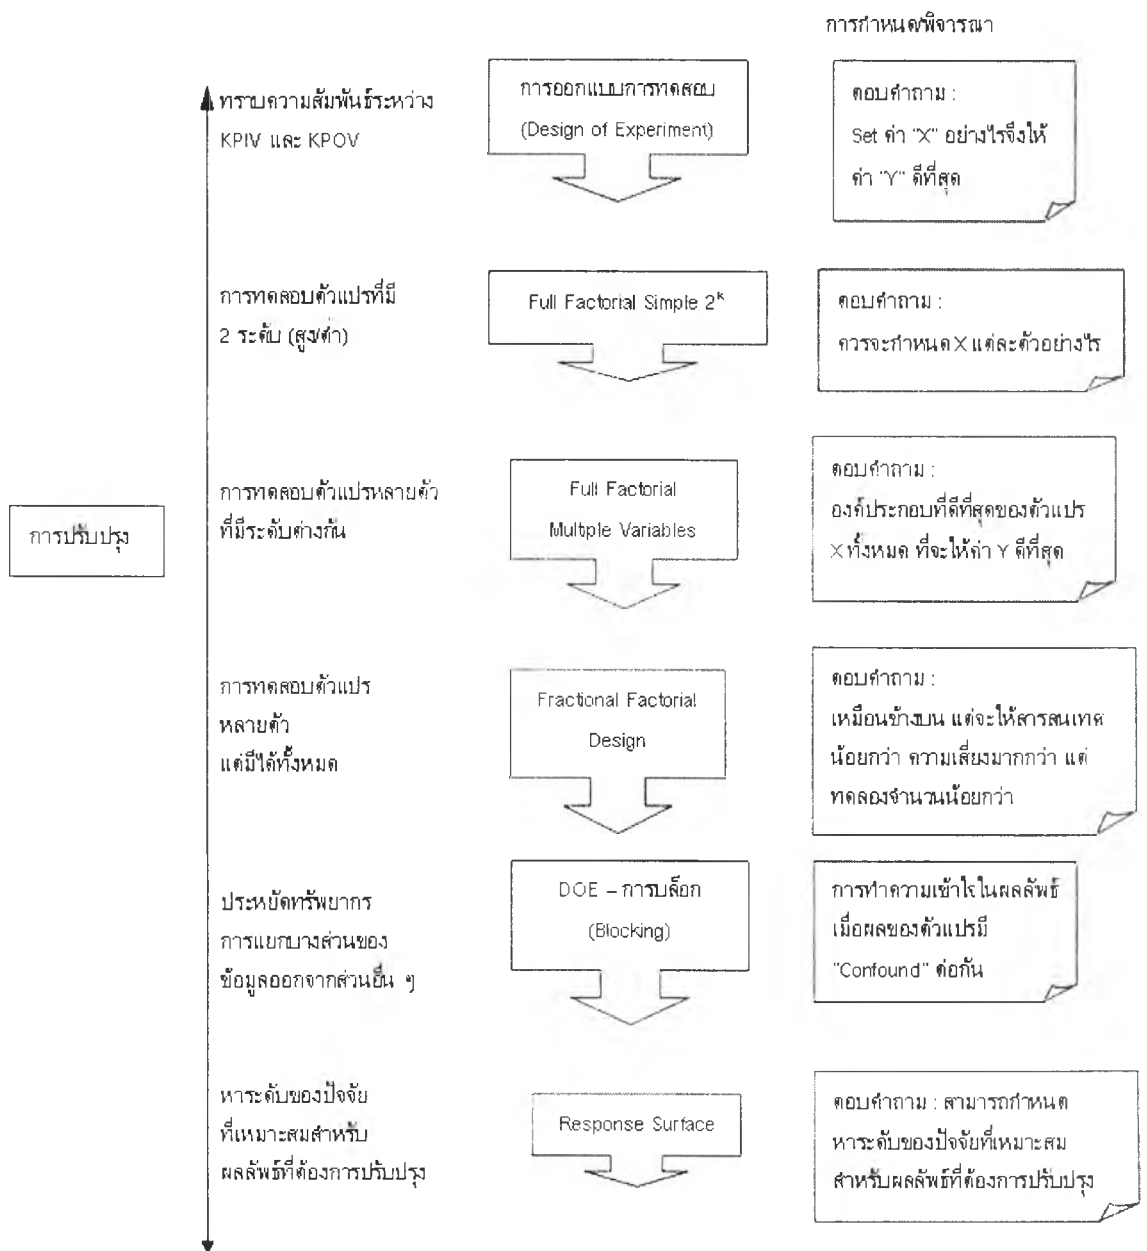 การกำหนด/พิจารณา
ทราบความสัมพันธ์ระหว่าง
KPIV และ KPOV
การออกแบบการทดสอบ
(Design of Experiment)
ตอบคำถาม :
Set ค่า "X" อย่างไรจึงให้
ค่า "Y" ดีที่สุด
การทดสอบตัวแปรที่มี
2 ระดับ (สูง/ต่ำ)
Full Factorial Simple 2ᵏ
ตอบคำถาม :
ควรจะกำหนด X แต่ละตัวอย่างไร
การปรับปรุง
การทดสอบตัวแปรหลายตัว
ที่มีระดับต่างกัน
Full Factorial
Multiple Variables
ตอบคำถาม :
องค์ประกอบที่ดีที่สุดของตัวแปร
X ทั้งหมด ที่จะให้ค่า Y ดีที่สุด
การทดสอบตัวแปร
หลายตัว
แต่มิได้ทั้งหมด
Fractional Factorial
Design
ตอบคำถาม :
เหมือนข้างบน แต่จะให้สารสนเทศ
น้อยกว่า ความเสี่ยงมากกว่า แต่
ทดลองจำนวนน้อยกว่า
ประหยัดทรัพยากร
การแยกบางส่วนของ
ข้อมูลออกจากส่วนอื่น ๆ
DOE – การบล็อก
(Blocking)
การทำความเข้าใจในผลลัพธ์
เมื่อผลของตัวแปรมี
"Confound" ต่อกัน
หาระดับของปัจจัย
ที่เหมาะสมสำหรับ
ผลลัพธ์ที่ต้องการปรับปรุง
Response Surface
ตอบคำถาม : สามารถกำหนด
หาระดับของปัจจัยที่เหมาะสม
สำหรับผลลัพธ์ที่ต้องการปรับปรุง